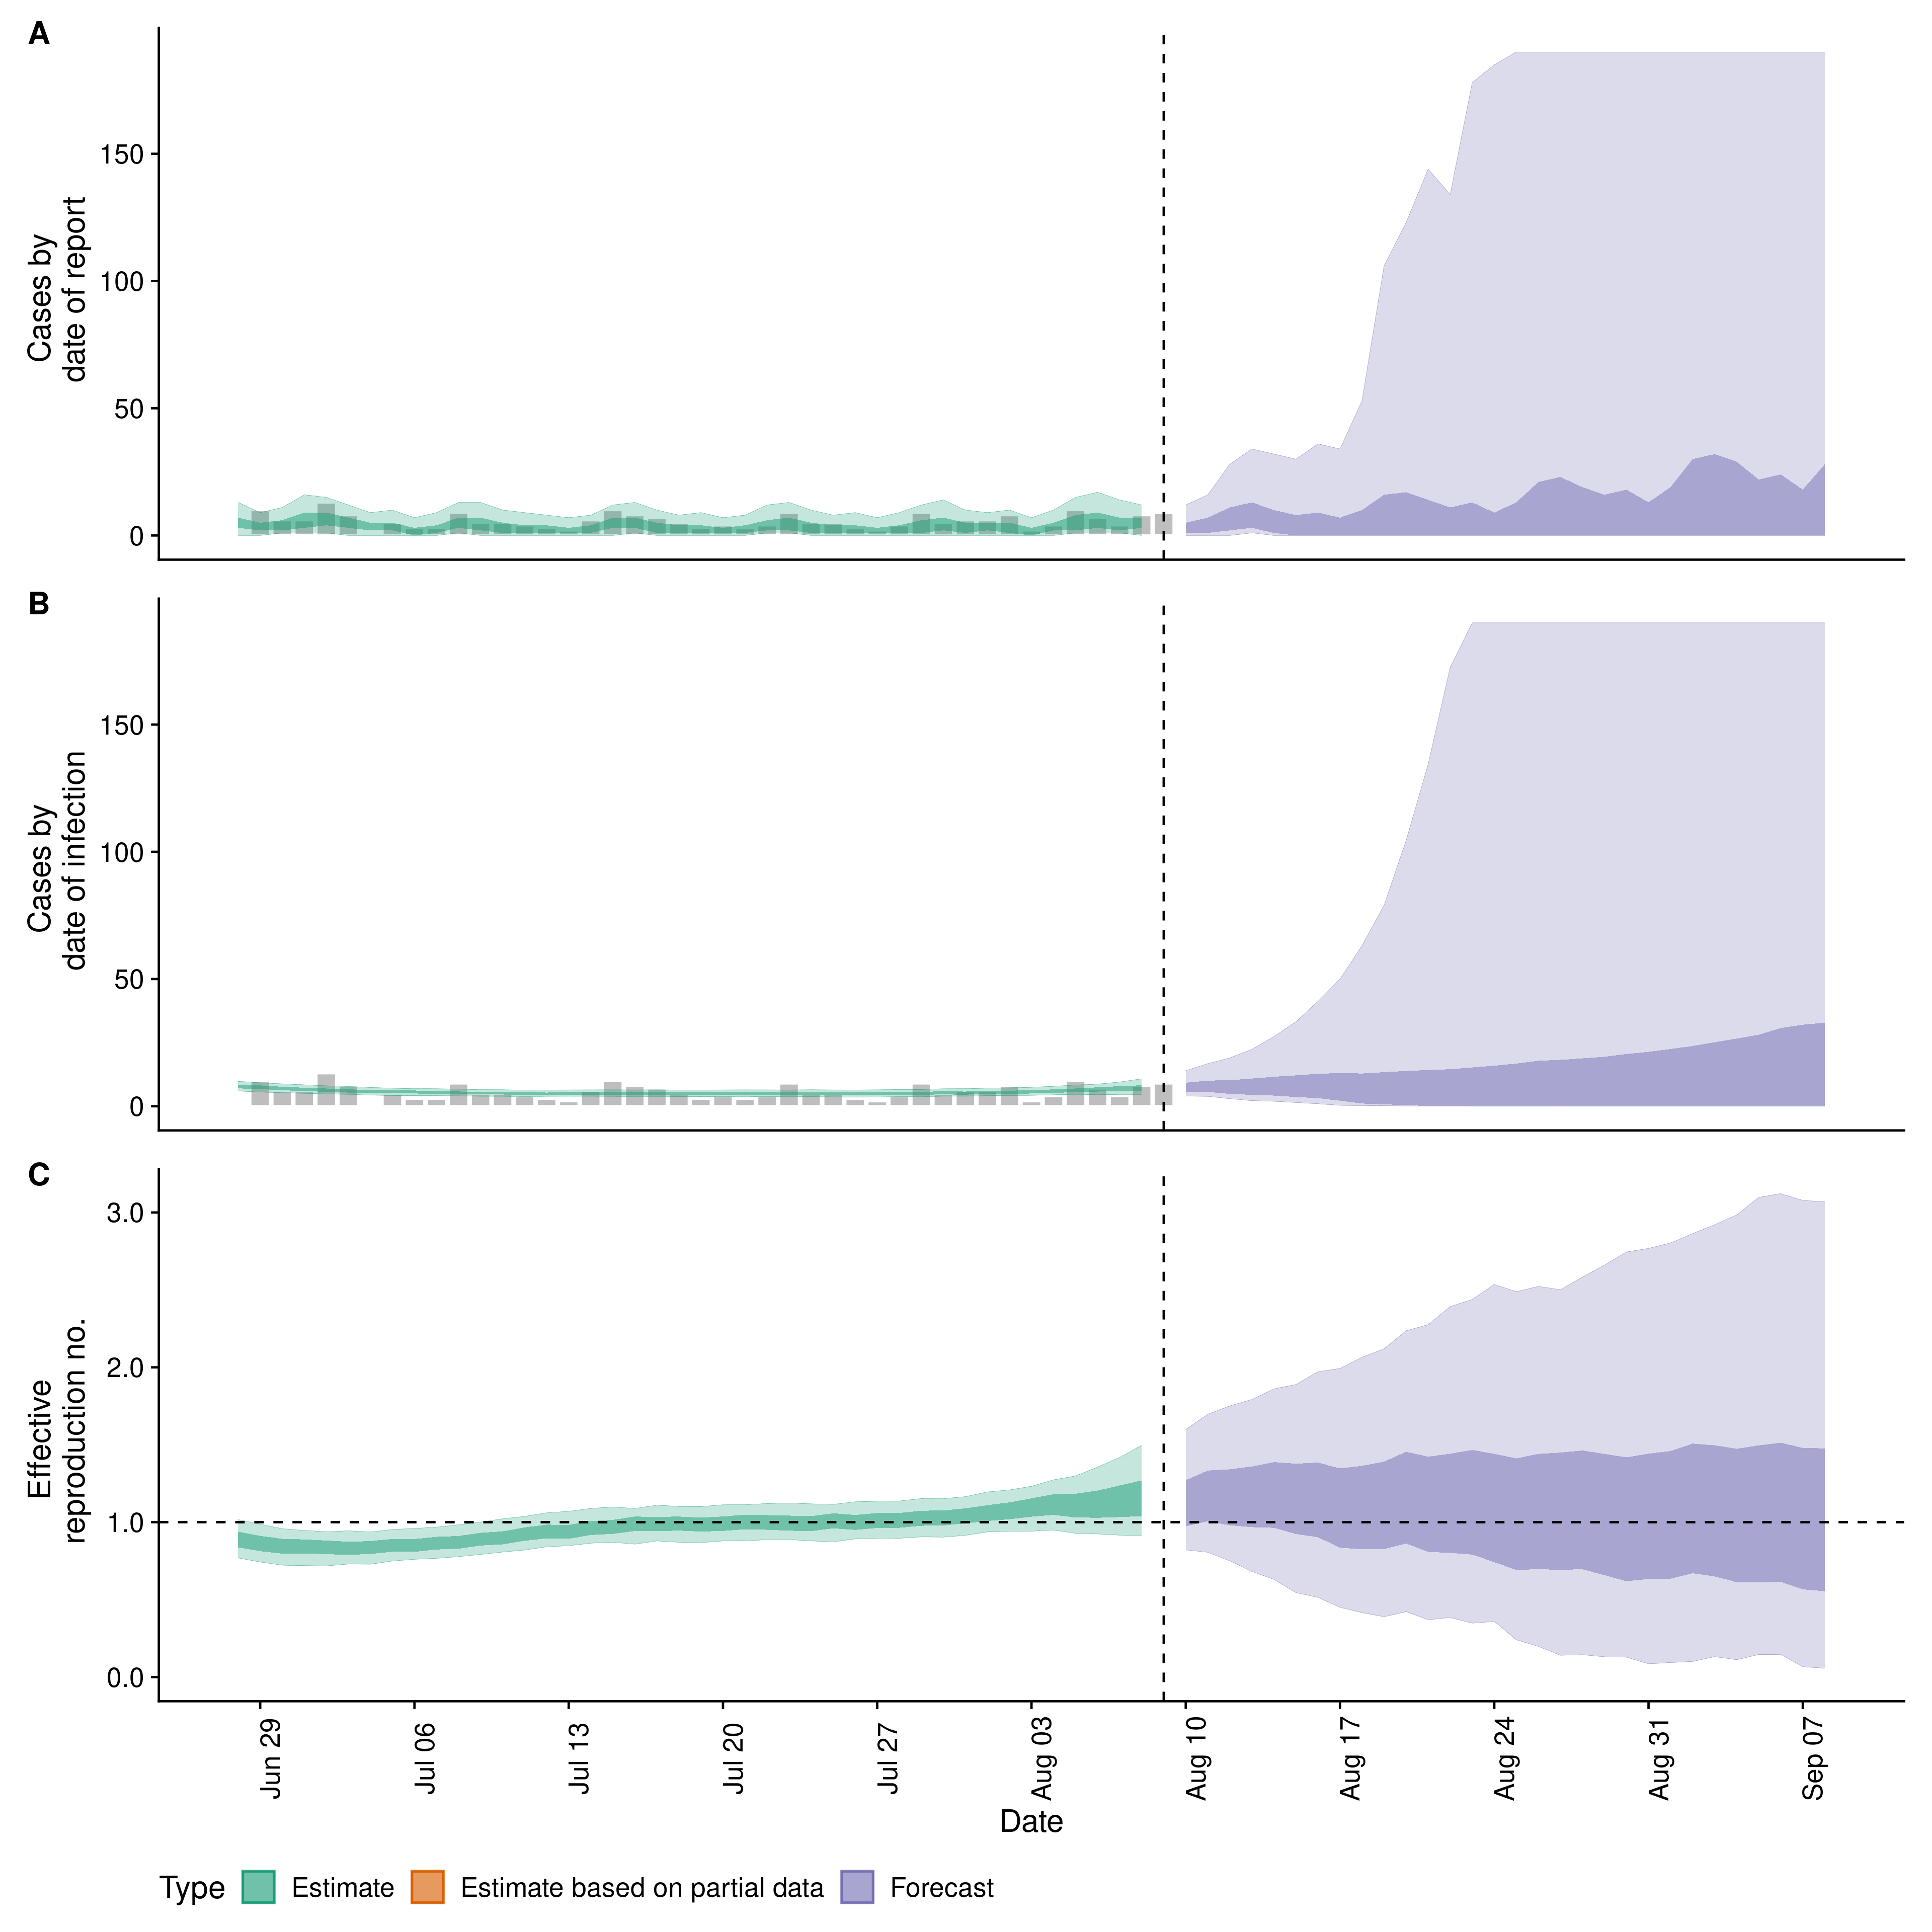 A
Cases by
date of report
150
100
50
0
B
Cases by
date of infection
150
100
50
0
C
Effective
reproduction no.
3.0
2.0
1.0
0.0
Jun 29
Jul 06
Jul 13
Jul 20
Jul 27
Aug 03
Aug 10
Aug 17
Aug 24
Aug 31
Sep 07
Date
Type
Estimate
Estimate based on partial data
Forecast